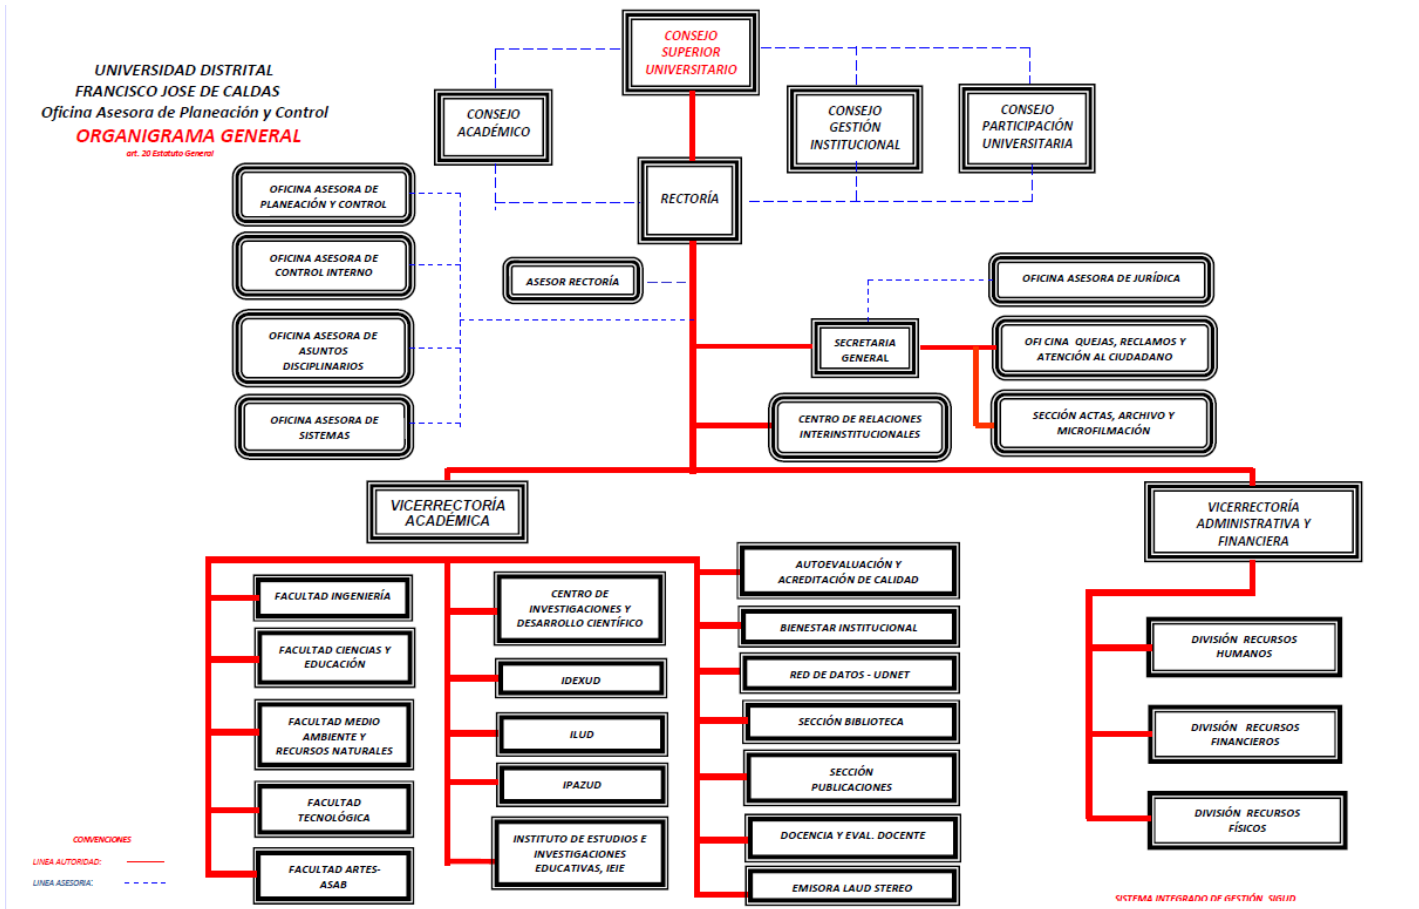 UNIVERSIDAD DISTRITAL
FRANCISCO JOSE DE CALDAS
Oficina Asesora de Planeación y Control
ORGANIGRAMA GENERAL
art. 20 Estatuto General
CONSEJO
SUPERIOR
UNIVERSITARIO
CONSEJO
ACADÉMICO
CONSEJO
GESTIÓN
INSTITUCIONAL
CONSEJO
PARTICIPACIÓN
UNIVERSITARIA
RECTORÍA
OFICINA ASESORA DE
PLANEACIÓN Y CONTROL
OFICINA ASESORA DE
CONTROL INTERNO
OFICINA ASESORA DE
ASUNTOS
DISCIPLINARIOS
OFICINA ASESORA DE
SISTEMAS
ASESOR RECTORÍA
OFICINA ASESORA DE JURÍDICA
SECRETARIA
GENERAL
OFI CINA QUEJAS, RECLAMOS Y
ATENCIÓN AL CIUDADANO
CENTRO DE RELACIONES
INTERINSTITUCIONALES
SECCIÓN ACTAS, ARCHIVO Y
MICROFILMACIÓN
VICERRECTORÍA
ACADÉMICA
VICERRECTORÍA
ADMINISTRATIVA Y
FINANCIERA
FACULTAD INGENIERÍA
FACULTAD CIENCIAS Y
EDUCACIÓN
FACULTAD MEDIO
AMBIENTE Y
RECURSOS NATURALES
FACULTAD
TECNOLÓGICA
FACULTAD ARTES-
ASAB
CENTRO DE
INVESTIGACIONES Y
DESARROLLO CIENTÍFICO
IDEXUD
ILUD
IPAZUD
INSTITUTO DE ESTUDIOS E
INVESTIGACIONES
EDUCATIVAS, IEIE
AUTOEVALUACIÓN Y
ACREDITACIÓN DE CALIDAD
BIENESTAR INSTITUCIONAL
RED DE DATOS - UDNET
SECCIÓN BIBLIOTECA
SECCIÓN
PUBLICACIONES
DOCENCIA Y EVAL. DOCENTE
EMISORA LAUD STEREO
DIVISIÓN RECURSOS
HUMANOS
DIVISIÓN RECURSOS
FINANCIEROS
DIVISIÓN RECURSOS
FÍSICOS
CONVENCIONES
LINEA AUTORIDAD:
LINEA ASESORIA:
SISTEMA INTEGRADO DE GESTIÓN SIGUD